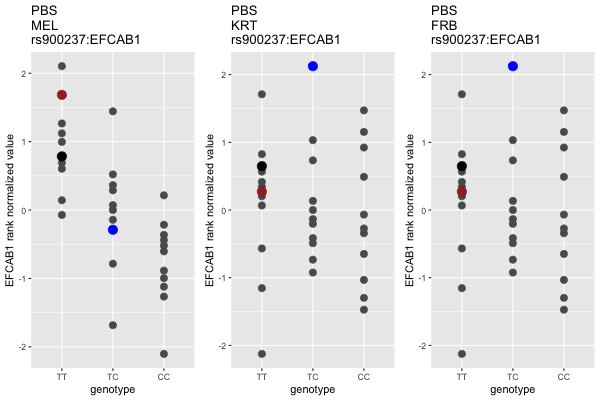 PBS
MEL
rs900237:EFCAB1
EFCAB1 rank normalized value
2
1
0
-1
-2
TT
TC
CC
genotype
PBS
KRT
rs900237:EFCAB1
EFCAB1 rank normalized value
2
1
0
-1
-2
TT
TC
CC
genotype
PBS
FRB
rs900237:EFCAB1
EFCAB1 rank normalized value
2
1
0
-1
-2
TT
TC
CC
genotype